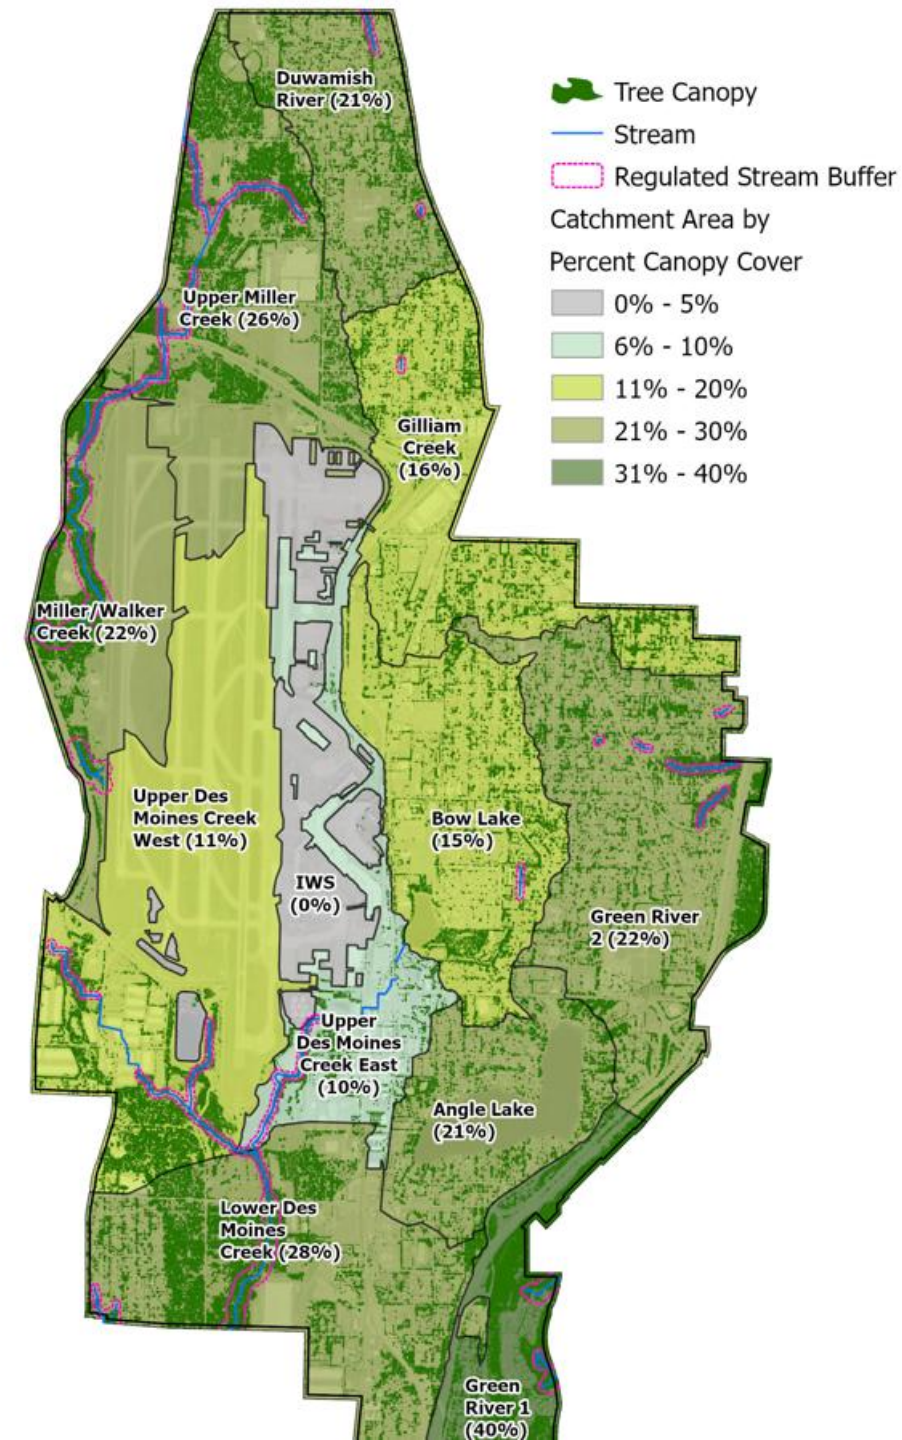 Duwamish
River (21%)
Tree Canopy
Stream
Regulated Stream Buffer
Catchment Area by
Percent Canopy Cover
0% - 5%
6% - 10%
11% - 20%
21% - 30%
31% - 40%
Upper Miller
Creek (26%)
Gilliam
Creek
(16%)
Miller/Walker
Creek (22%)
Upper Des
Moines Creek
West (11%)
Bow Lake
(15%)
IWS
(0%)
Green River
2 (22%)
Upper
Des Moines
Creek East
(10%)
Angle Lake
(21%)
Lower Des
Moines
Creek (28%)
Green
River 1
(40%)